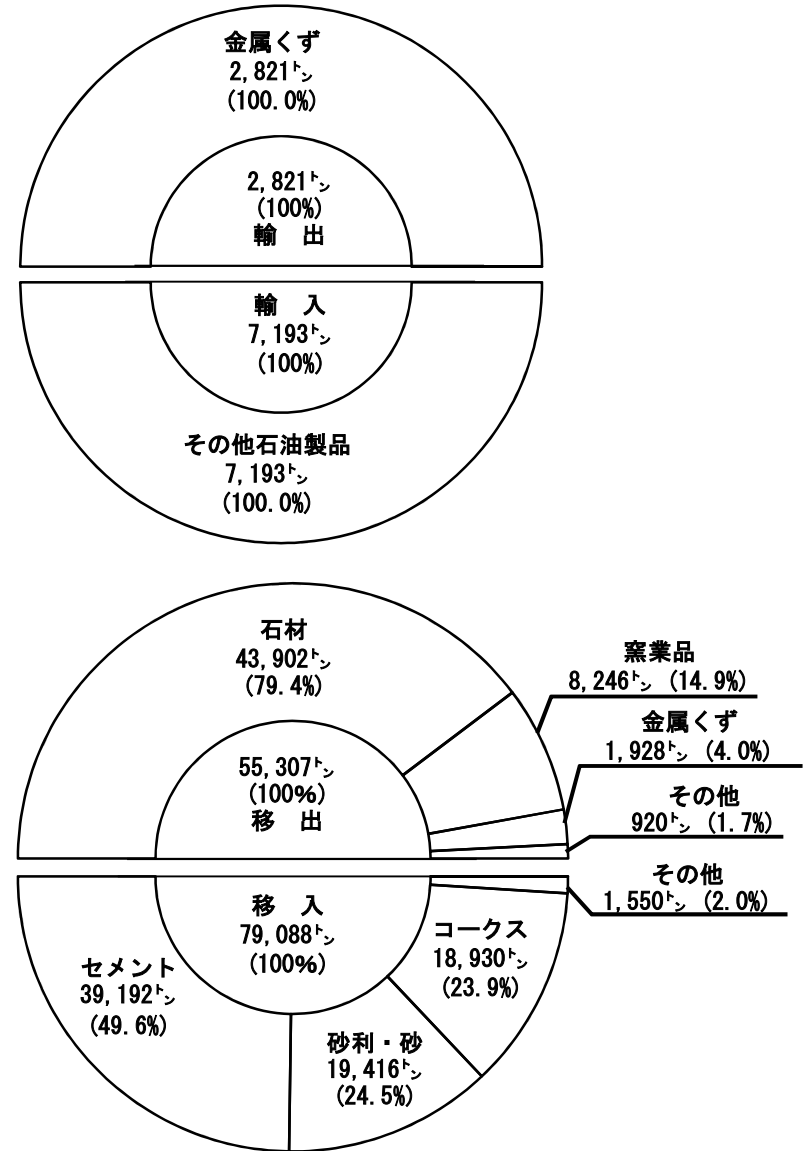 金属くず
2,821㌧
(100.0%)
2,821㌧
(100%)
輸 出
輸 入
7,193㌧
(100%)
その他石油製品
7,193㌧
(100.0%)
石材
43,902㌧
(79.4%)
窯業品
8,246㌧ (14.9%)
金属くず
1,928㌧ (4.0%)
その他
920㌧ (1.7%)
55,307㌧
(100%)
移 出
その他
1,550㌧ (2.0%)
移 入
79,088㌧
(100%)
コークス
18,930㌧
(23.9%)
セメント
39,192㌧
(49.6%)
砂利・砂
19,416㌧
(24.5%)